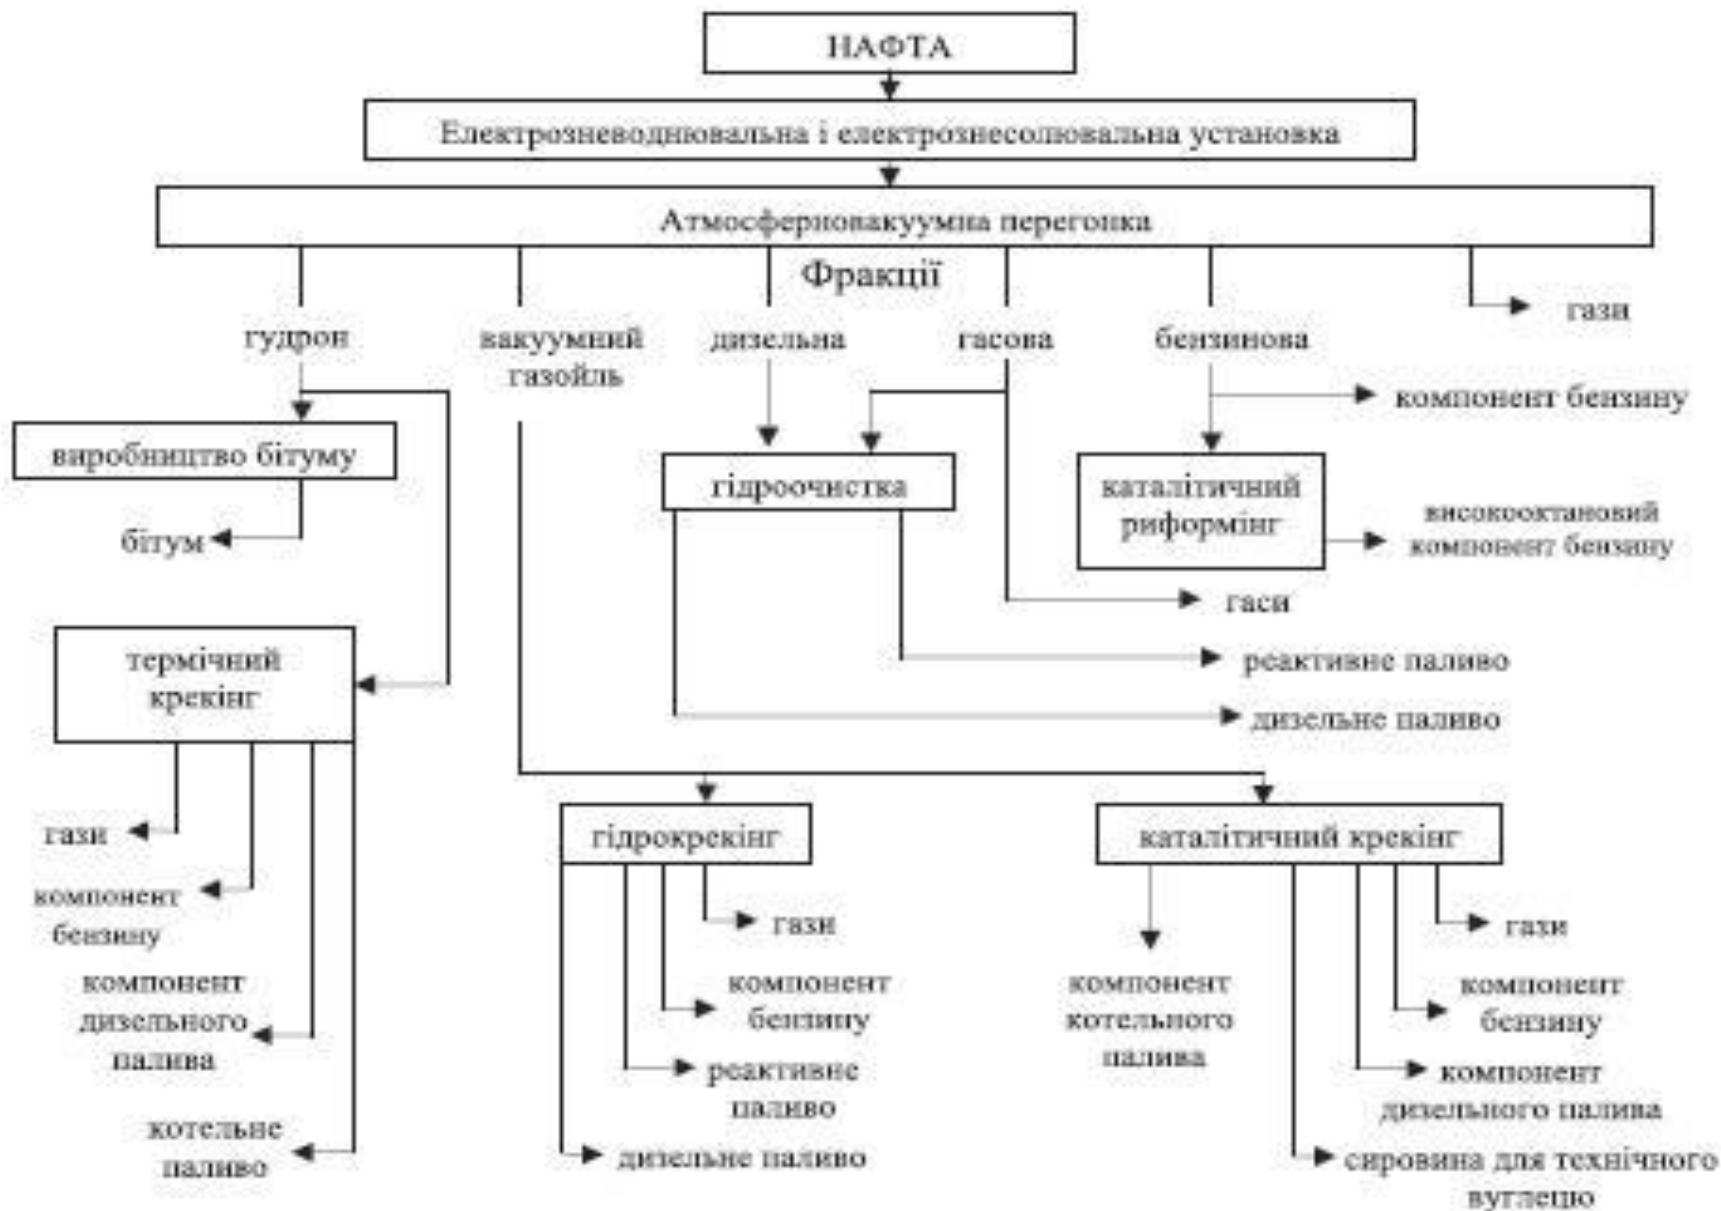 НАФТА
Електрозневоднювальна і електрознесолювальна установка
Атмосферновакуумна перегонка
Фракції
гудрон
вакуумний
газойль
дизельна
гасова
бензинова
гази
компонент бензину
виробництво бітуму
гідроочистка
каталітичний
риформінг
високооктановий
компонент бензину
бітум
гаси
термічний
крекінг
реактивне паливо
дизельне паливо
гідрокрекінг
каталітичний крекінг
гази
компонент
бензину
компонент
дизельного
палива
котельне
паливо
гази
компонент
бензину
реактивне
паливо
дизельне паливо
компонент
котельного
палива
гази
компонент
бензину
компонент
дизельного палива
сировина для технічного
вуглецю